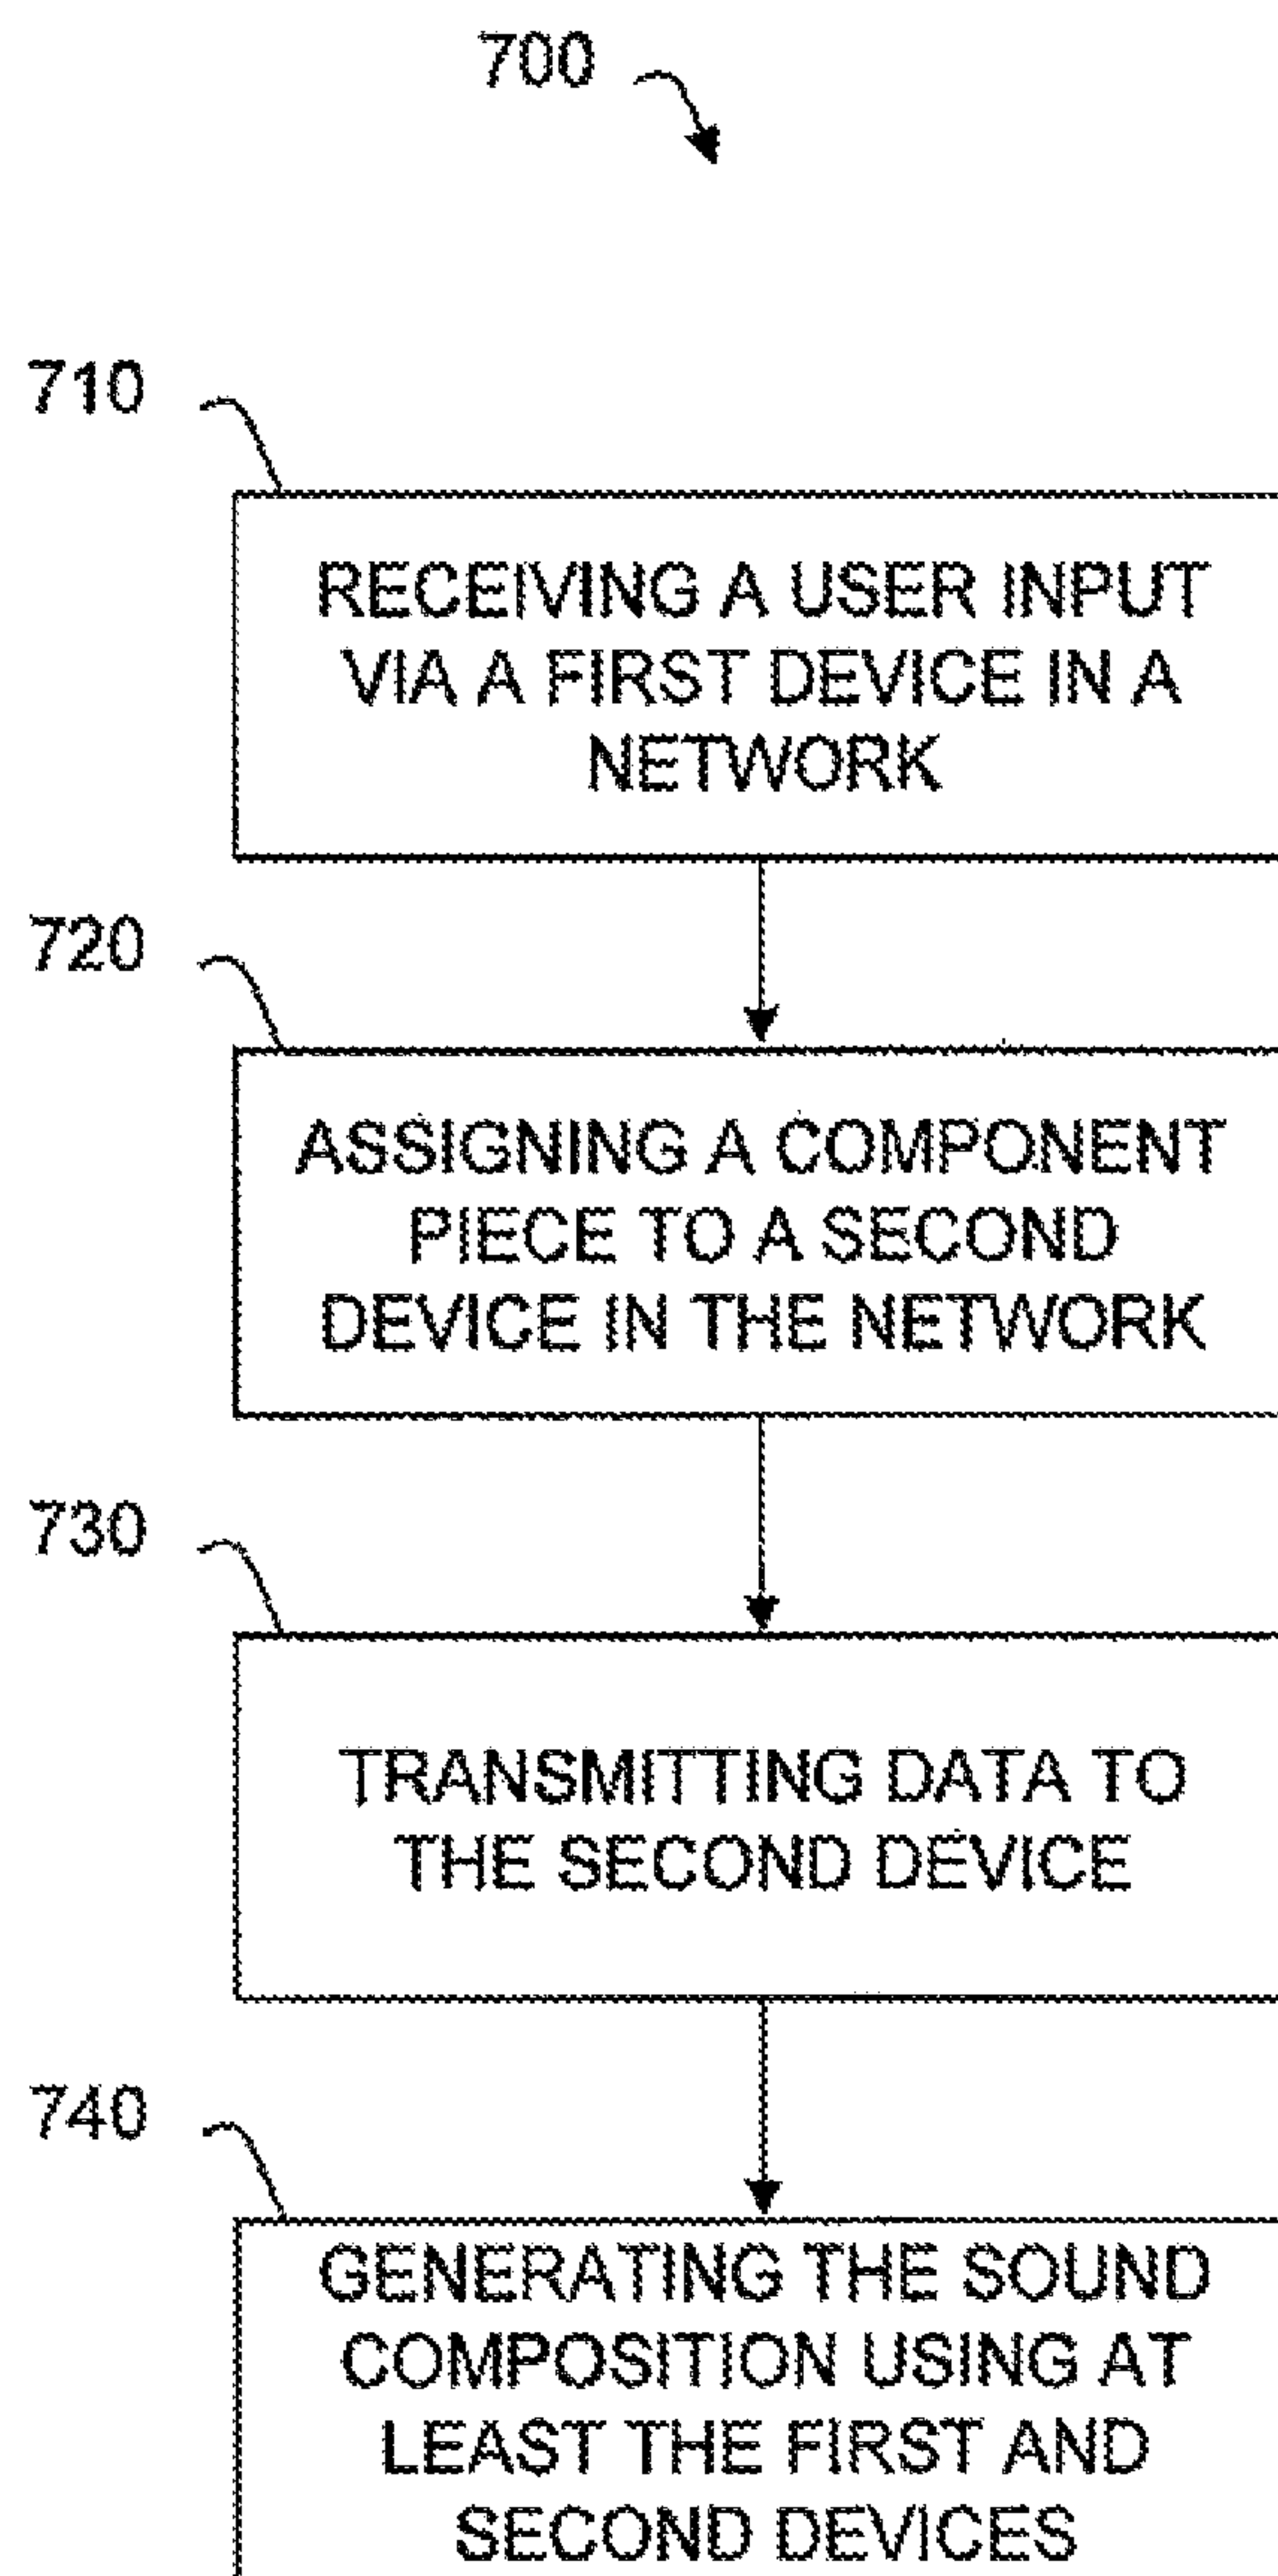 700
710
RECEIVING A USER INPUT
VIA A FIRST DEVICE IN A
NETWORK
720
ASSIGNING A COMPONENT
PIECE TO A SECOND
DEVICE IN THE NETWORK
730
TRANSMITTING DATA TO
THE SECOND DEVICE
740
GENERATING THE SOUND
COMPOSITION USING AT
LEAST THE FIRST AND
SECOND DEVICES